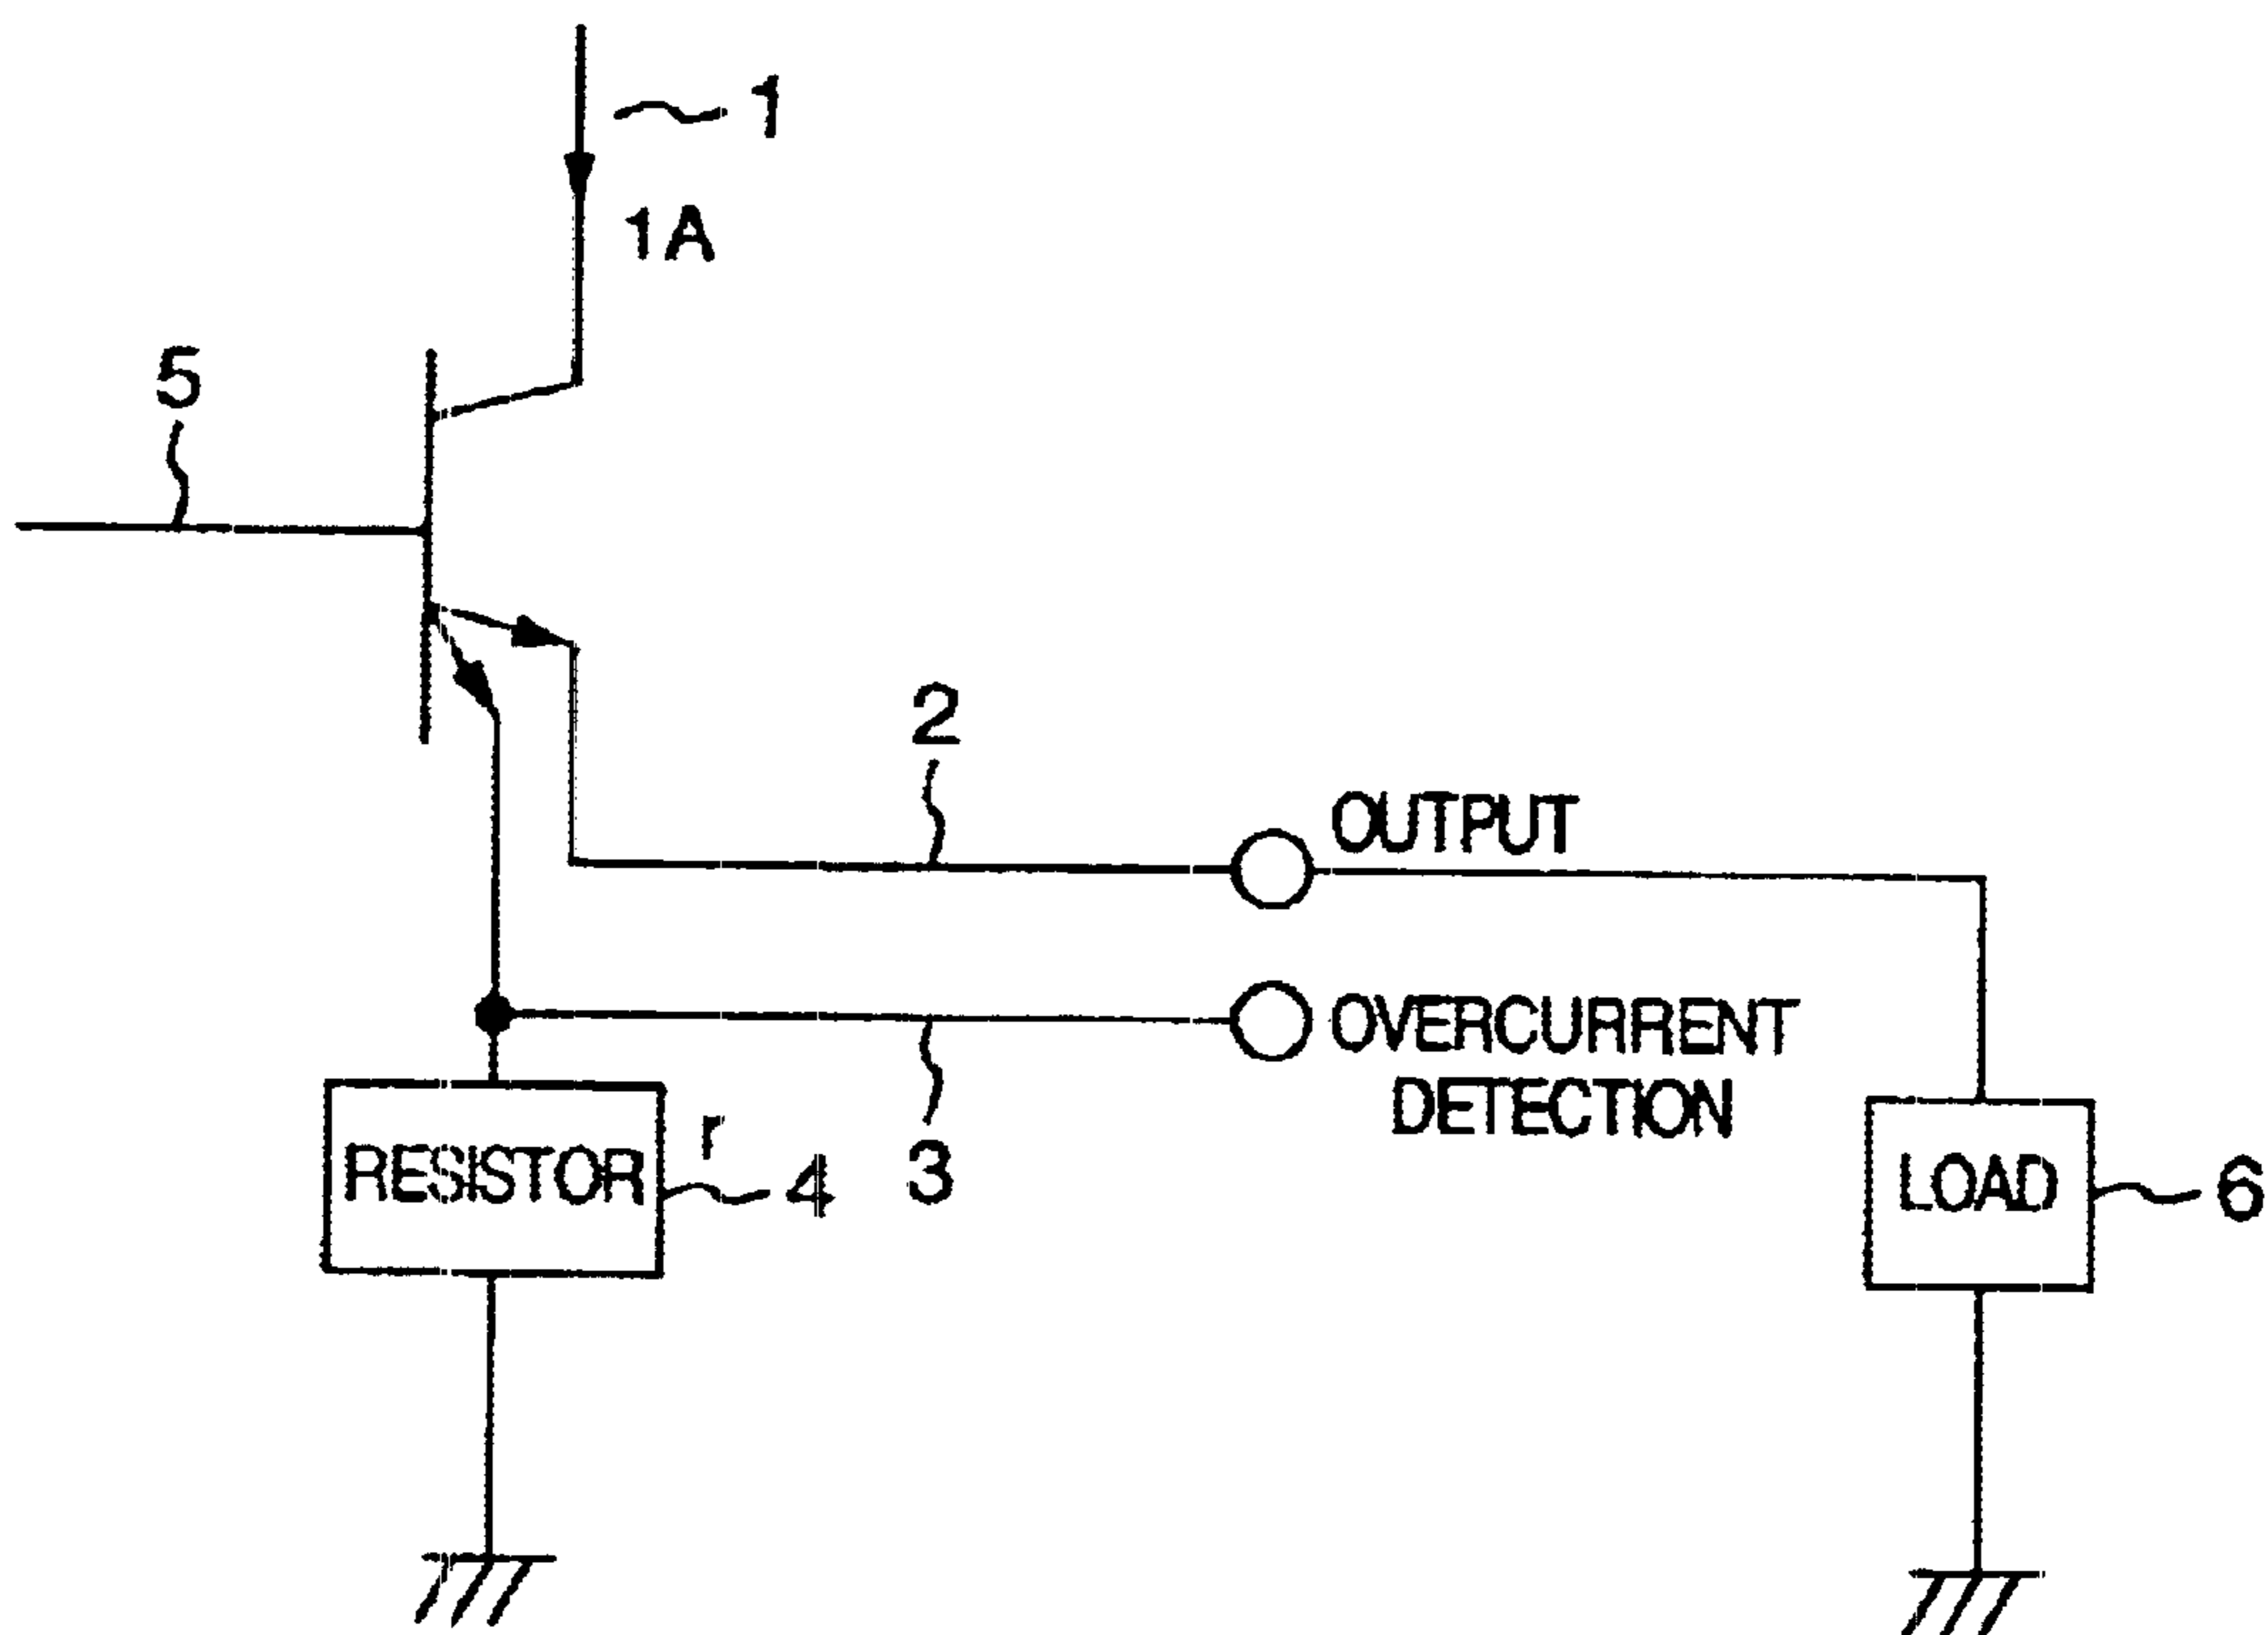 1
1A
5
2
OUTPUT
OVERCURRENT
DETECTION
r
RESISTOR
4
3
LOAD
6